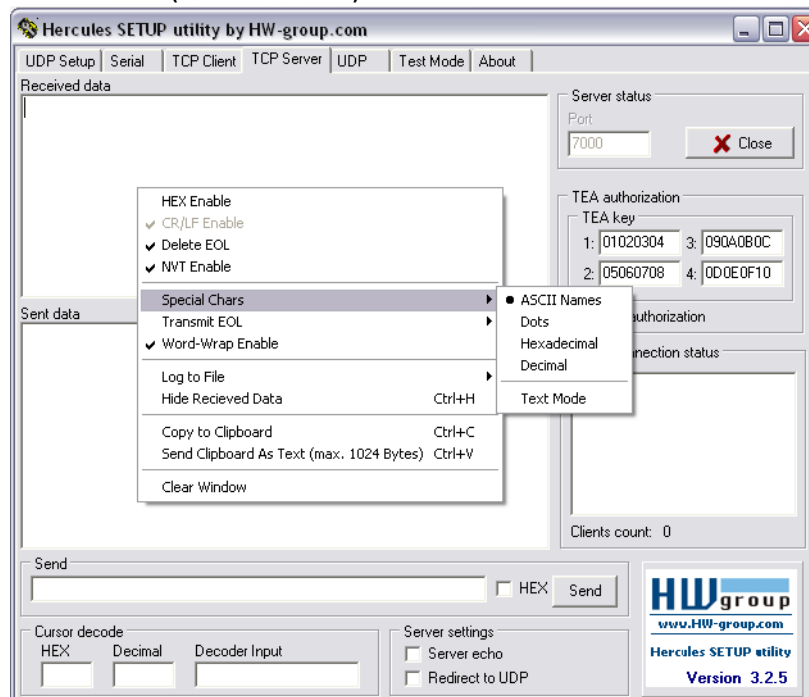 Hercules SETUP utility by HW-group.com
UDP Setup Serial TCP Client TCP Server UDP Test Mode About
Received data
Server status
Port
7000 Close
TEA authorization
TEA key
1: 01020304 3: 090A0B0C
2: 05060708 4: 0D0E0F10
HEX Enable
CR/LF Enable
Delete EOL
NVT Enable
Special Chars
Transmit EOL
Word-Wrap Enable
Log to File
Hide Recieved Data Ctrl+H
Copy to Clipboard Ctrl+C
Send Clipboard As Text (max. 1024 Bytes) Ctrl+V
Clear Window
ASCII Names
Dots
Hexadecimal
Decimal
Text Mode
Sent data
uthorization
nection status
Clients count: 0
Send
HEX Send
Cursor decode
HEX Decimal Decoder Input
Server settings
Server echo
Redirect to UDP
HWgroup
www.HW-group.com
Hercules SETUP utility
Version 3.2.5